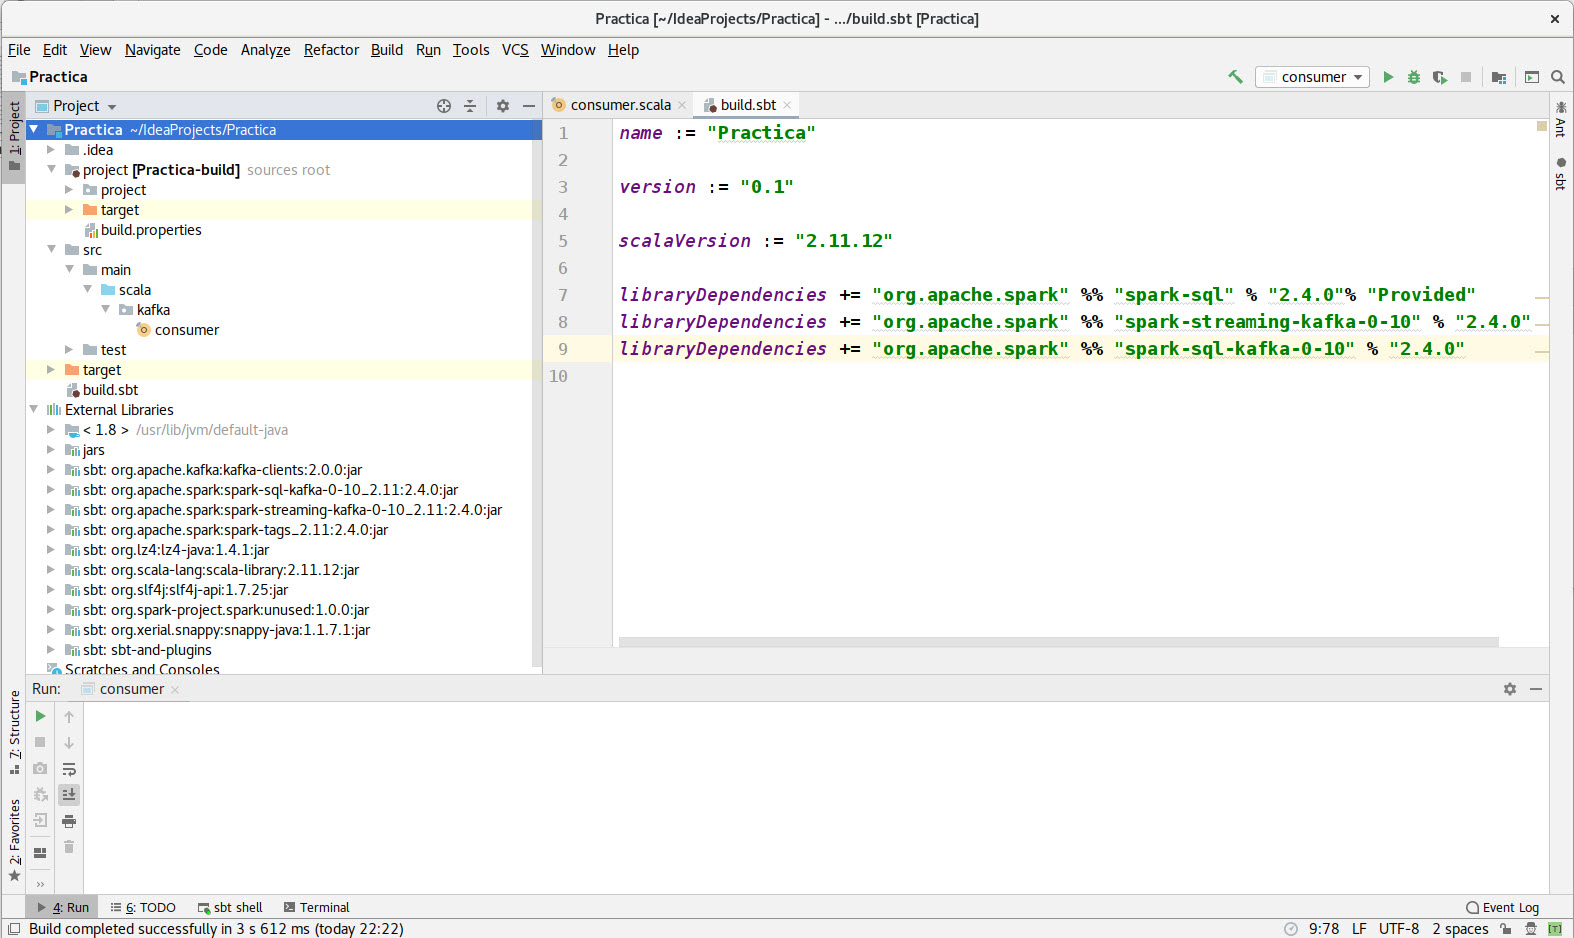 Practica [~/IdeaProjects/Practica] - .../build.sbt [Practica]
File Edit View Navigate Code Analyze Refactor Build Run Tools VCS Window Help
Practica
consumer
1: Project
Project
consumer.scala
build.sbt
Practica ~/IdeaProjects/Practica
.idea
project [Practica-build] sources root
project
target
build.properties
src
main
scala
kafka
consumer
test
target
build.sbt
External Libraries
< 1.8 > /usr/lib/jvm/default-java
jars
sbt: org.apache.kafka:kafka-clients:2.0.0:jar
sbt: org.apache.spark:spark-sql-kafka-0-10_2.11:2.4.0:jar
sbt: org.apache.spark:spark-streaming-kafka-0-10_2.11:2.4.0:jar
sbt: org.apache.spark:spark-tags_2.11:2.4.0:jar
sbt: org.lz4:lz4-java:1.4.1:jar
sbt: org.scala-lang:scala-library:2.11.12:jar
sbt: org.slf4j:slf4j-api:1.7.25:jar
sbt: org.spark-project.spark:unused:1.0.0:jar
sbt: org.xerial.snappy:snappy-java:1.1.7.1:jar
sbt: sbt-and-plugins
Scratches and Consoles
1 name := "Practica"
2
3 version := "0.1"
4
5 scalaVersion := "2.11.12"
6
7 libraryDependencies += "org.apache.spark" %% "spark-sql" % "2.4.0"% "Provided"
8 libraryDependencies += "org.apache.spark" %% "spark-streaming-kafka-0-10" % "2.4.0"
9 libraryDependencies += "org.apache.spark" %% "spark-sql-kafka-0-10" % "2.4.0"
10
Ant
sbt
Run: consumer
7: Structure
2: Favorites
4: Run 6: TODO sbt shell Terminal Event Log
Build completed successfully in 3 s 612 ms (today 22:22) 9:78 LF UTF-8 2 spaces [T]